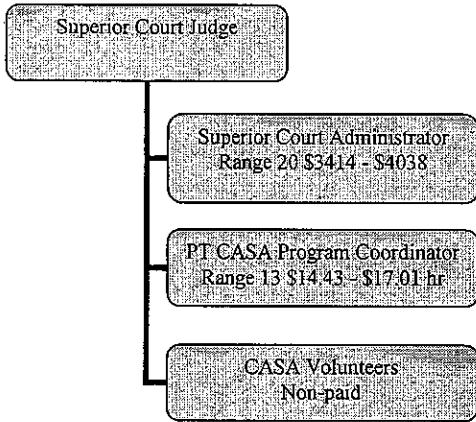 Superior Court Judge
Superior Court Administrator
Range 20 $3414 - $4038
PT CASA Program Coordinator
Range 13 $14.43 - $17.01 hr
CASA Volunteers
Non-paid